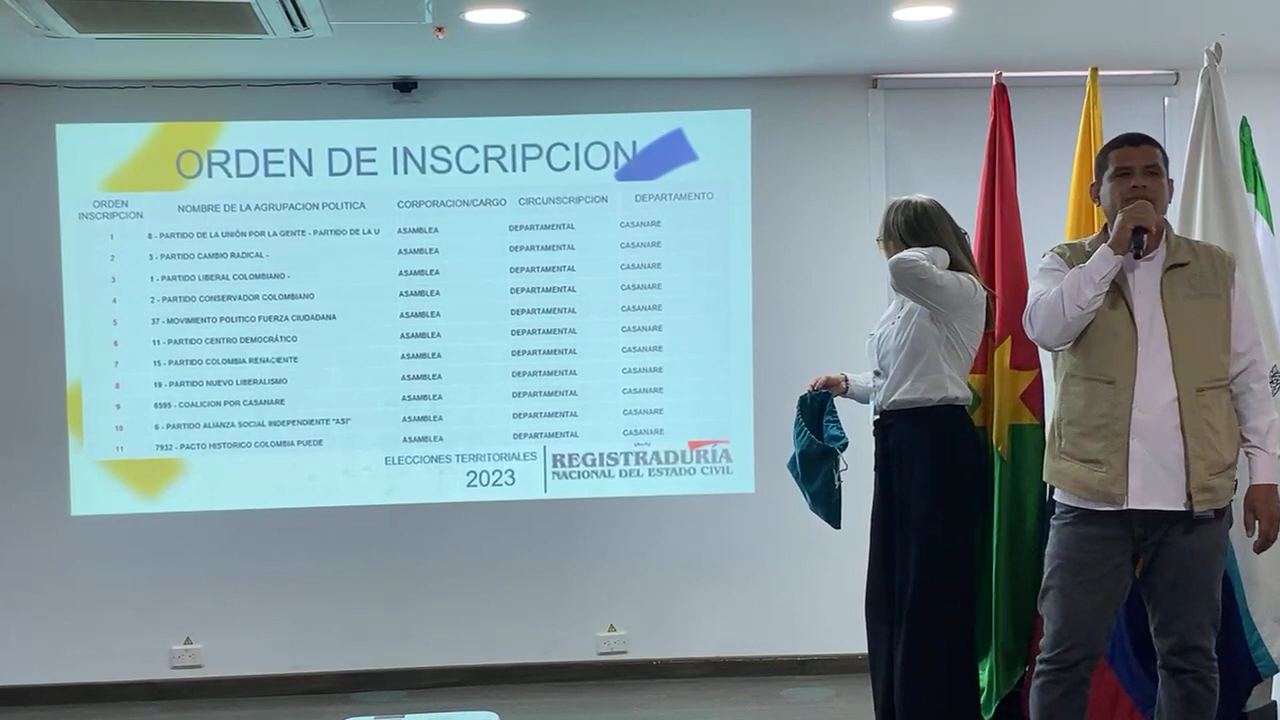 ORDEN DE INSCRIPCION
ORDEN INSCRIPCION NOMBRE DE LA AGRUPACION POLITICA CORPORACION/CARGO CIRCUNSCRIPCION DEPARTAMENTO
1 8 - PARTIDO DE LA UNIÓN POR LA GENTE - PARTIDO DE LA U ASAMBLEA DEPARTAMENTAL CASANARE
2 3 - PARTIDO CAMBIO RADICAL - ASAMBLEA DEPARTAMENTAL CASANARE
3 1 - PARTIDO LIBERAL COLOMBIANO - ASAMBLEA DEPARTAMENTAL CASANARE
4 2 - PARTIDO CONSERVADOR COLOMBIANO ASAMBLEA DEPARTAMENTAL CASANARE
5 37 - MOVIMIENTO POLITICO FUERZA CIUDADANA ASAMBLEA DEPARTAMENTAL CASANARE
6 11 - PARTIDO CENTRO DEMOCRÁTICO ASAMBLEA DEPARTAMENTAL CASANARE
7 15 - PARTIDO COLOMBIA RENACIENTE ASAMBLEA DEPARTAMENTAL CASANARE
8 19 - PARTIDO NUEVO LIBERALISMO ASAMBLEA DEPARTAMENTAL CASANARE
9 6595 - COALICION POR CASANARE ASAMBLEA DEPARTAMENTAL CASANARE
10 6 - PARTIDO ALIANZA SOCIAL INDEPENDIENTE "ASI" ASAMBLEA DEPARTAMENTAL CASANARE
11 7932 - PACTO HISTORICO COLOMBIA PUEDE ASAMBLEA DEPARTAMENTAL CASANARE
ELECCIONES TERRITORIALES
2023
REGISTRADURÍA
NACIONAL DEL ESTADO CIVIL